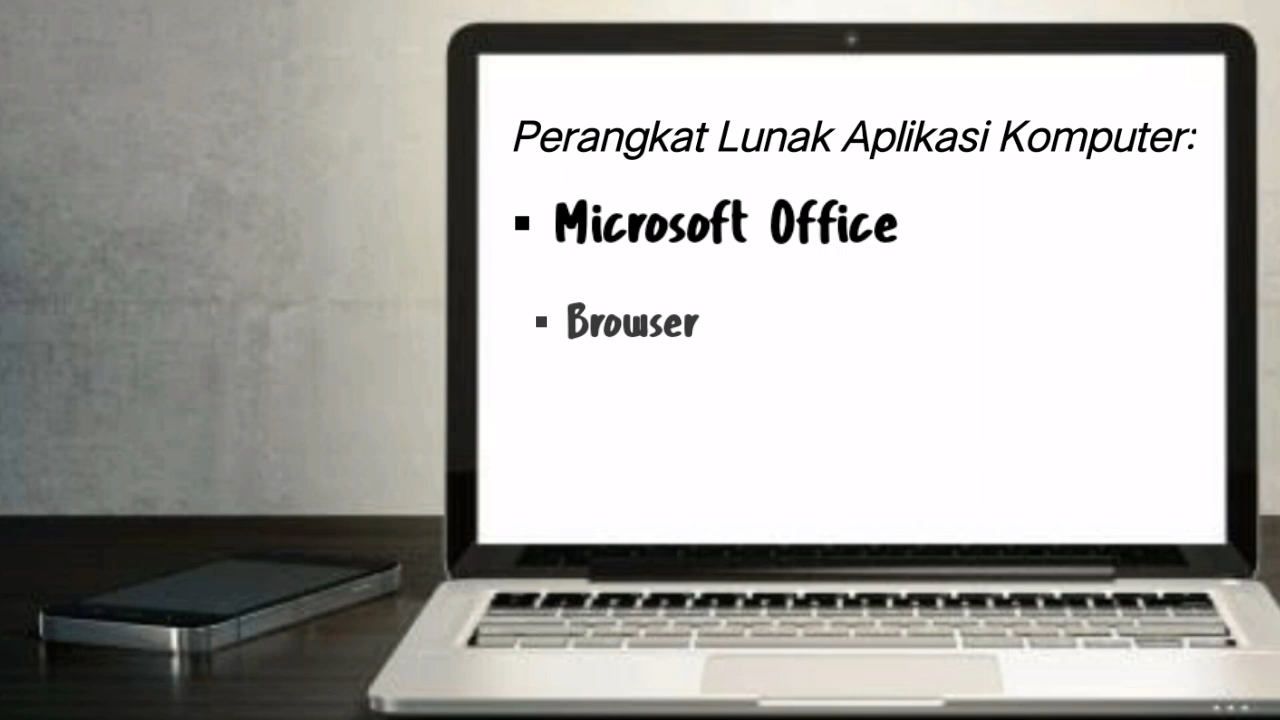 Perangkat Lunak Aplikasi Komputer:
▪ Microsoft Office
▪ Browser